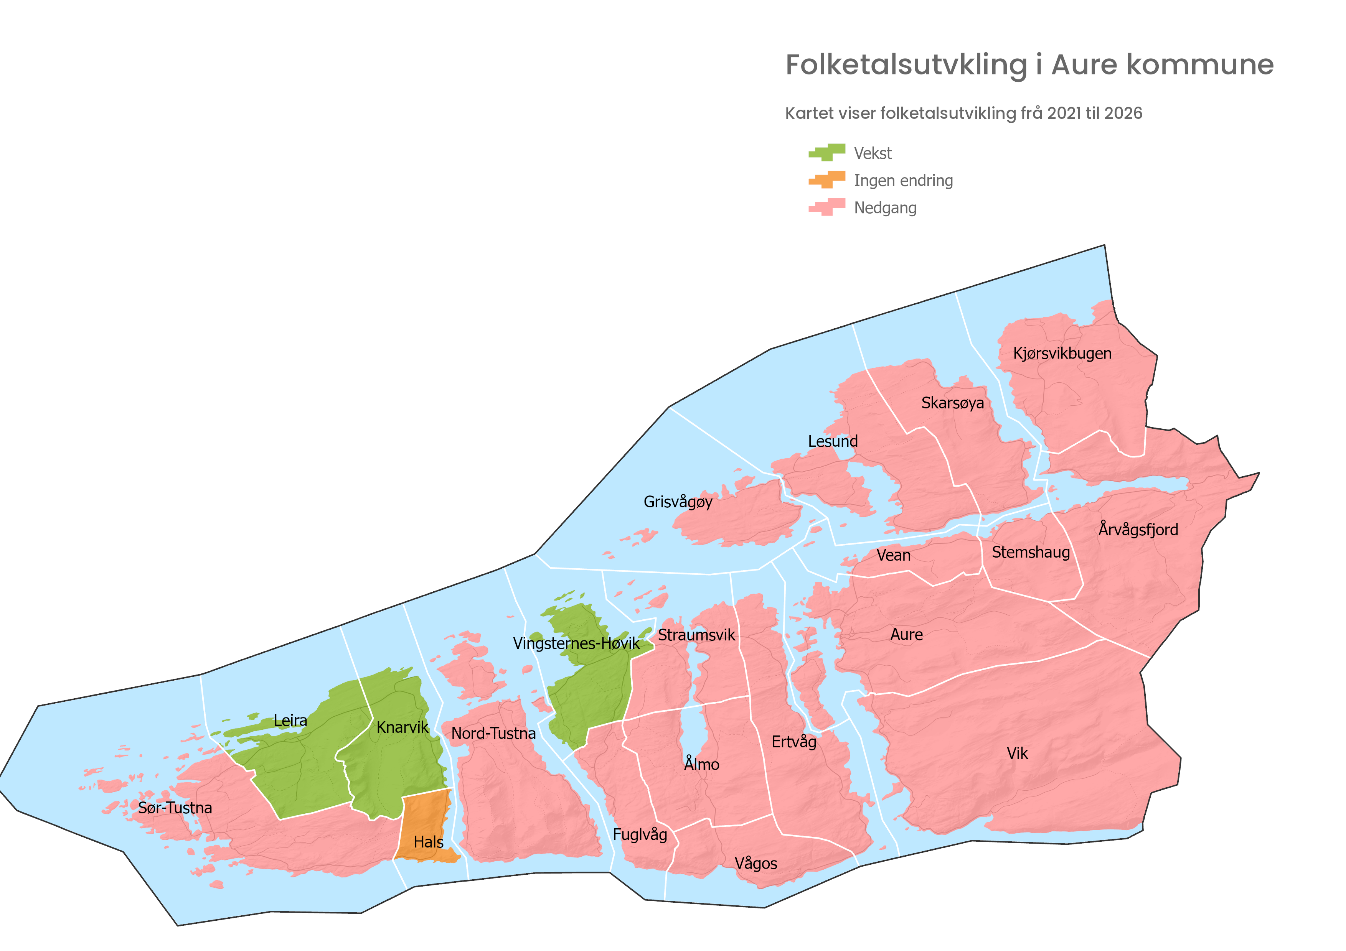 Folketalsutvkling i Aure kommune
Kartet viser folketalsutvikling frå 2021 til 2026
Vekst
Ingen endring
Nedgang
Kjørsvikbugen
Skarsøya
Lesund
Grisvågøy
Årvågsfjord
Stemshaug
Vean
Aure
Straumsvik
Vingsternes-Høvik
Leira
Knarvik
Nord-Tustna
Ertvåg
Vik
Ålmo
Sør-Tustna
Fuglvåg
Hals
Vågos